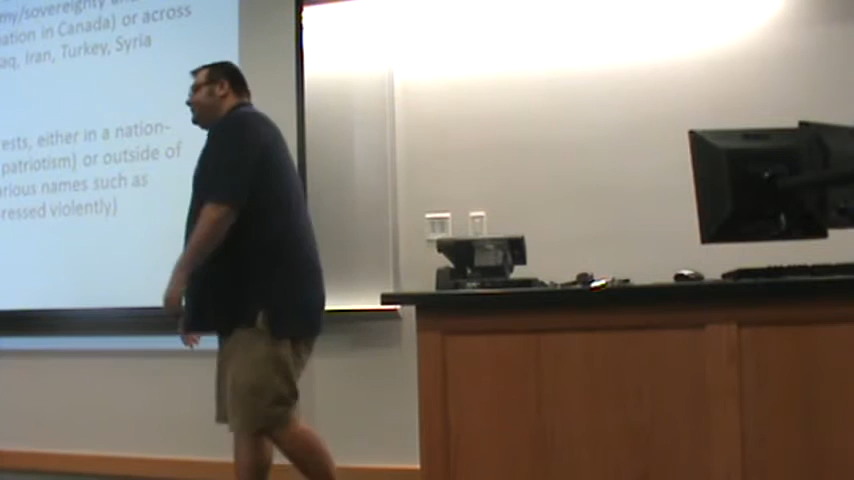 my/sovereignty and
ation in Canada) or across
aq, Iran, Turkey, Syria
ests, either in a nation-
patriotism) or outside of
arious names such as
ressed violently)